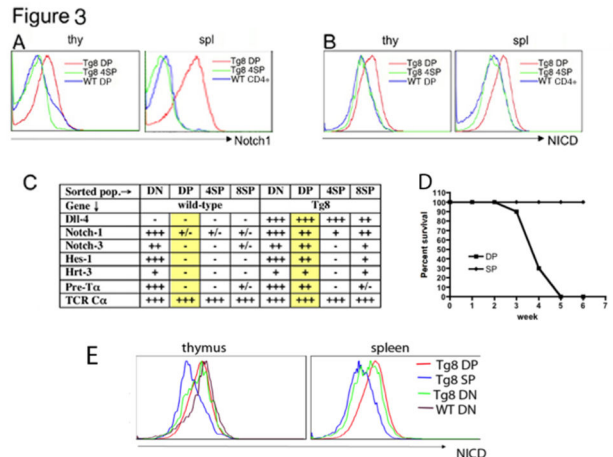 Figure 3
A
thy
spl
Tg8 DP
Tg8 4SP
WT DP
Tg8 DP
Tg8 4SP
WT CD4+
Notch1
B
thy
spl
Tg8 DP
Tg8 4SP
WT DP
Tg8 DP
Tg8 4SP
WT CD4+
NICD
C
Sorted pop.→ DN DP 4SP 8SP DN DP 4SP 8SP
Gene ↓ wild-type Tg8
Dll-4 - - - - +++ +++ +++ ++
Notch-1 +++ +/- +/- +/- +++ ++ + ++
Notch-3 ++ - - +/- ++ ++ - +
Hes-1 +++ - - - +++ ++ - +
Hrt-3 + - - - + + - +
Pre-Tα +++ - - +/- +++ ++ - +/-
TCR Cα +++ +++ +++ +++ +++ +++ +++ +++
D
Percent survival
110
100
90
80
70
60
50
40
30
20
10
0
DP
SP
0 1 2 3 4 5 6 7
week
E
thymus
spleen
Tg8 DP
Tg8 SP
Tg8 DN
WT DN
NICD